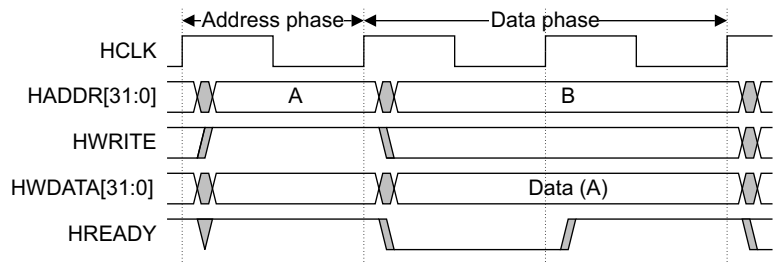 Address phase Data phase
HCLK
HADDR[31:0] A B
HWRITE
HWDATA[31:0] Data (A)
HREADY